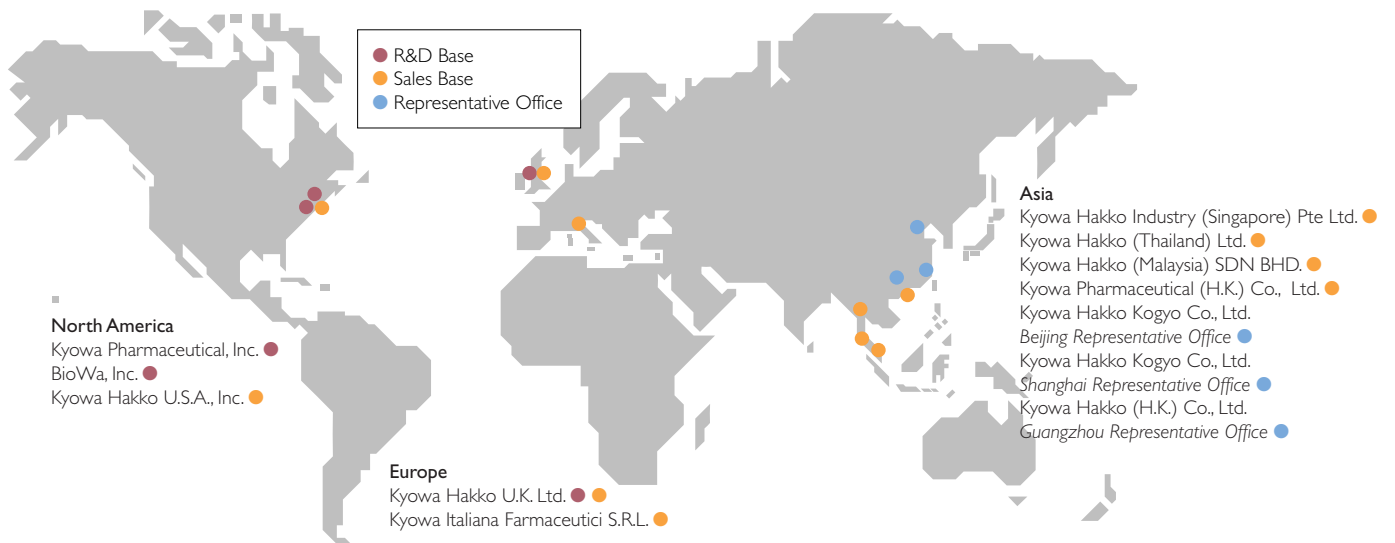 R&D Base
Sales Base
Representative Office
North America
Kyowa Pharmaceutical, Inc.
BioWa, Inc.
Kyowa Hakko U.S.A., Inc.
Europe
Kyowa Hakko U.K. Ltd.
Kyowa Italiana Farmaceutici S.R.L.
Asia
Kyowa Hakko Industry (Singapore) Pte Ltd.
Kyowa Hakko (Thailand) Ltd.
Kyowa Hakko (Malaysia) SDN BHD.
Kyowa Pharmaceutical (H.K.) Co., Ltd.
Kyowa Hakko Kogyo Co., Ltd.
Beijing Representative Office
Kyowa Hakko Kogyo Co., Ltd.
Shanghai Representative Office
Kyowa Hakko (H.K.) Co., Ltd.
Guangzhou Representative Office